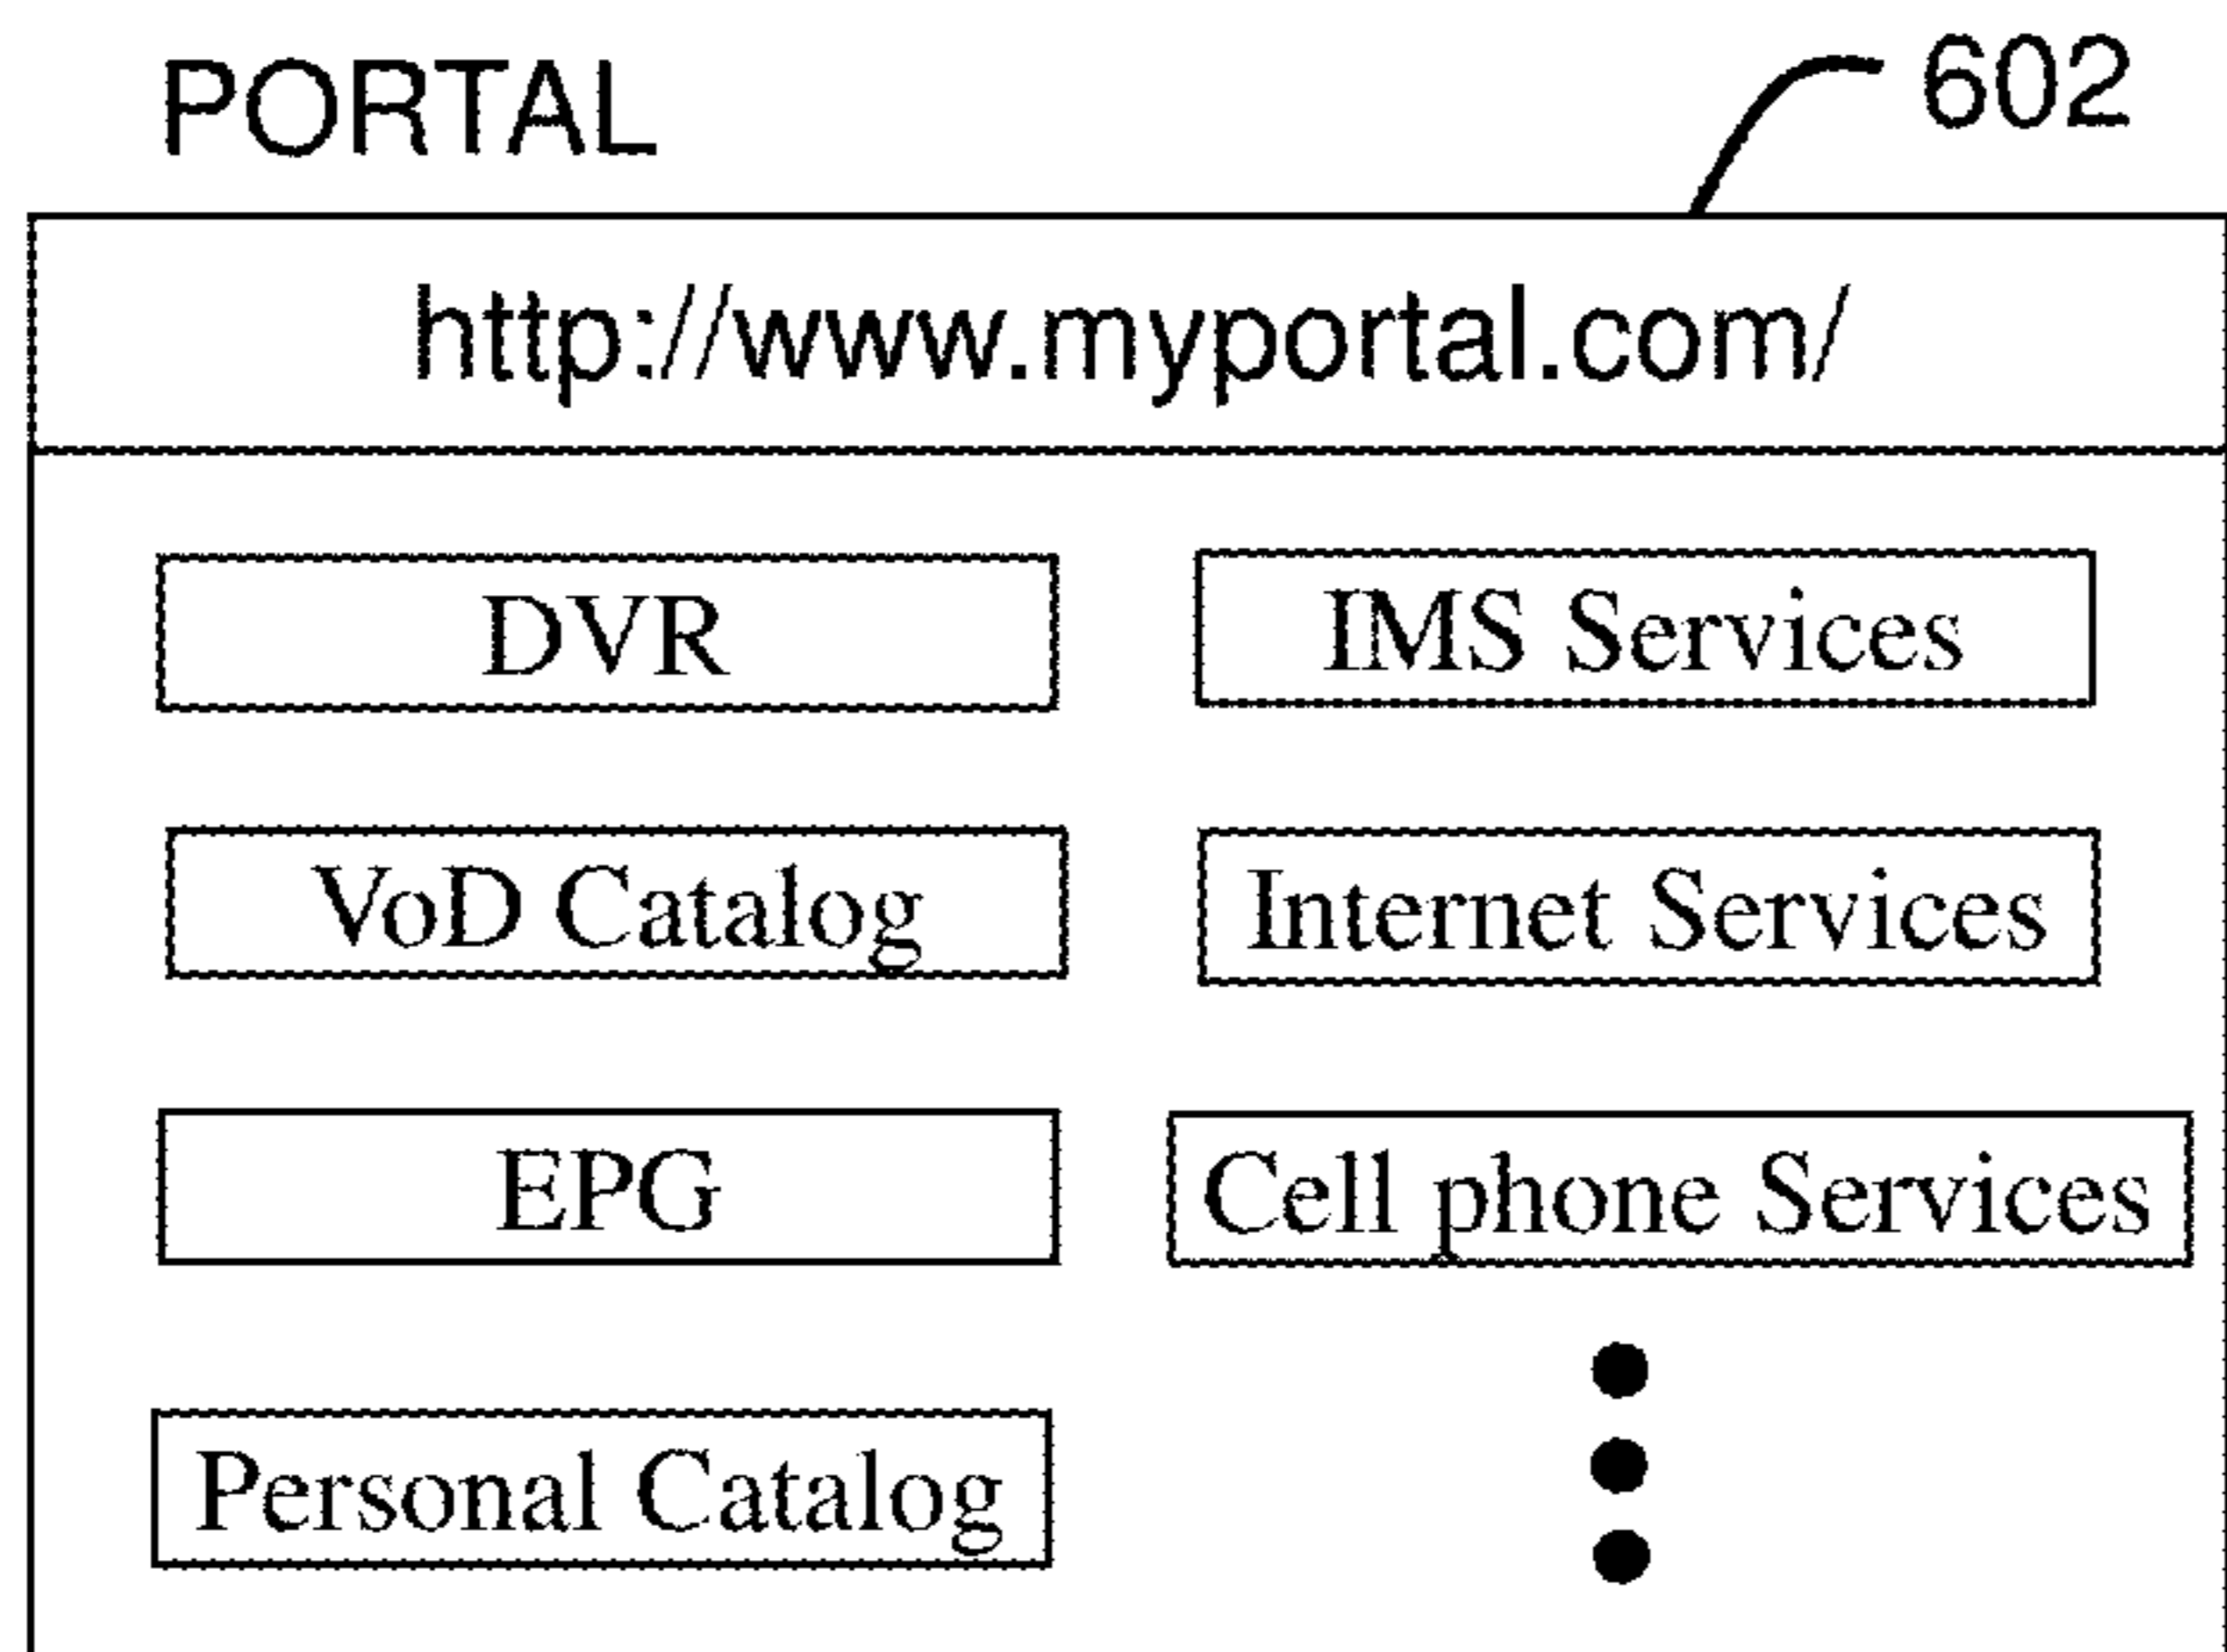 PORTAL
602
http://www.myportal.com/
DVR
IMS Services
VoD Catalog
Internet Services
EPG
Cell phone Services
Personal Catalog